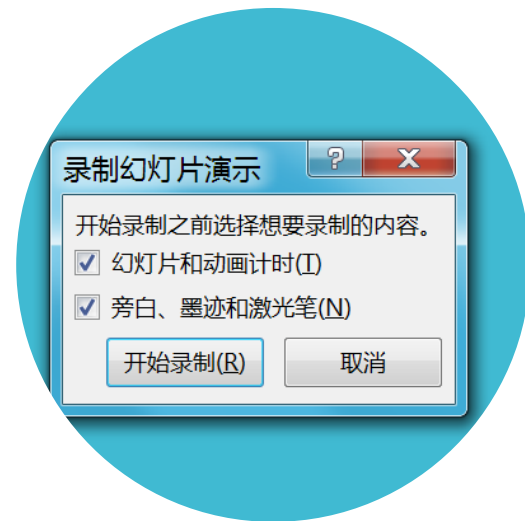 录制幻灯片演示
开始录制之前选择想要录制的内容。
幻灯片和动画计时(T)
旁白、墨迹和激光笔(N)
开始录制(R) 取消